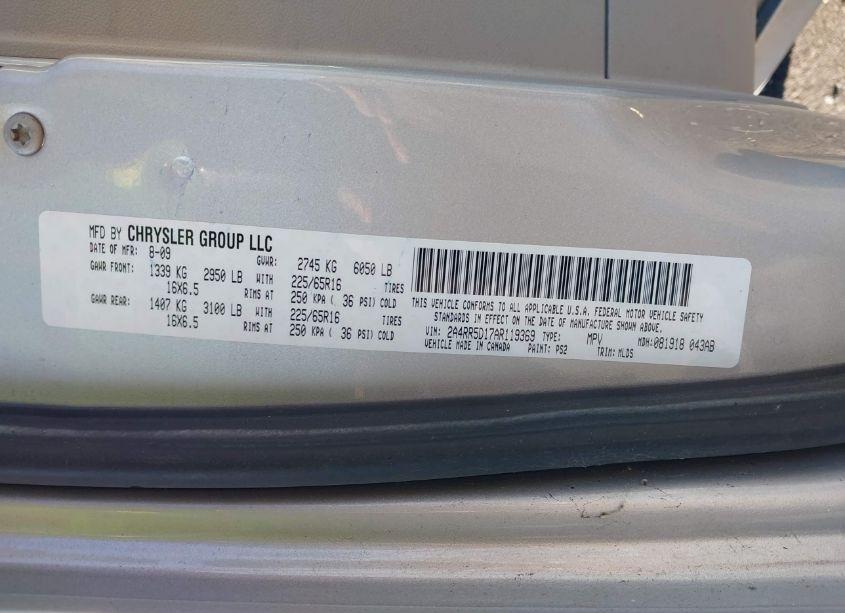 MFD BY CHRYSLER GROUP LLC
DATE OF MFR: 8-09 GVWR: 2745 KG 6050 LB
GAWR FRONT: 1339 KG 2950 LB WITH 225/65R16 TIRES
16X6.5 RIMS AT 250 KPA ( 36 PSI) COLD
GAWR REAR: 1407 KG 3100 LB WITH 225/65R16 TIRES
16X6.5 RIMS AT 250 KPA ( 36 PSI) COLD
THIS VEHICLE CONFORMS TO ALL APPLICABLE U.S.A. FEDERAL MOTOR VEHICLE SAFETY
STANDARDS IN EFFECT ON THE DATE OF MANUFACTURE SHOWN ABOVE.
VIN: 2A4RR5D17AR119369 TYPE: MPV MDH: 081918 043AB
VEHICLE MADE IN CANADA PAINT: PS2 TRIM: MLDS